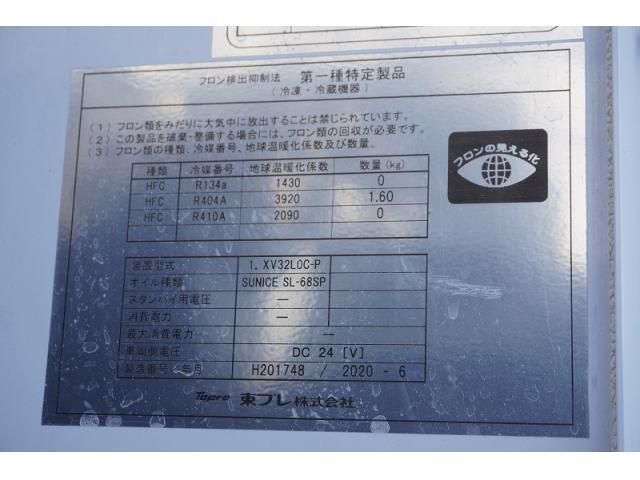 フロン排出抑制法 第一種特定製品
(冷凍・冷蔵機器)
(1) フロン類をみだりに大気中に放出することは禁じられています。
(2) この製品を廃棄・整備する場合には、フロン類の回収が必要です。
(3) フロン類の種類、冷媒番号、地球温暖化係数及び数量。
フロンの見える化
種類 冷媒番号 地球温暖化係数 数量(kg)
HFC R134a 1430 0
HFC R404A 3920 1.60
HFC R410A 2090 0
装置型式 1. XV32L0C-P
オイル種類 SUNICE SL-68SP
スタンバイ用電圧 —
消費電力 —
最大消費電力 —
車両側電圧 DC 24 [V]
製造番号/年月 H201748 / 2020 - 6
Topre 東プレ株式会社